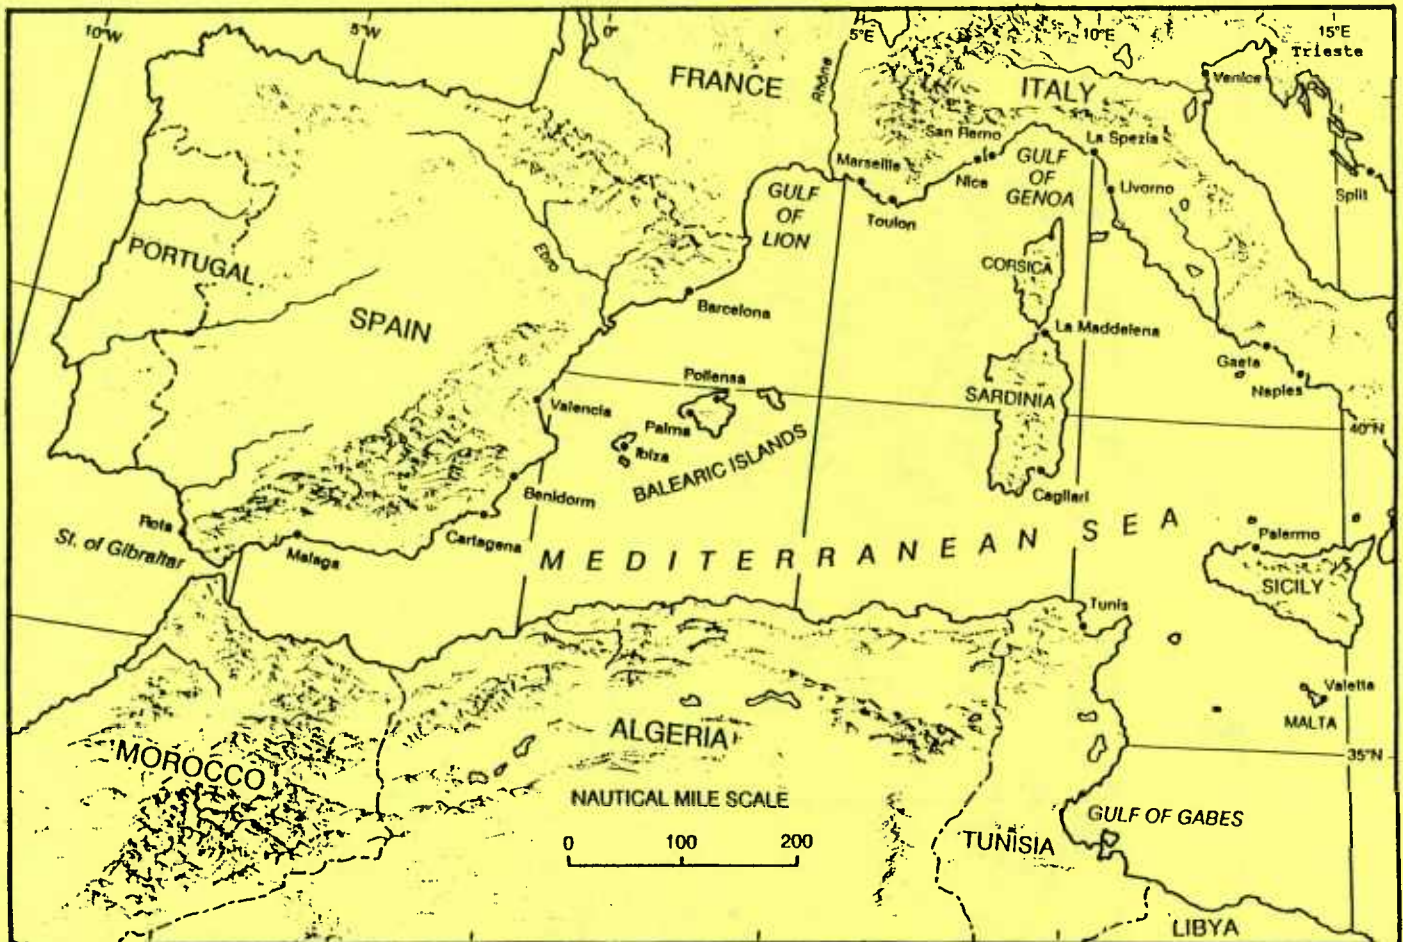 10°W
5°W
0°
5°E
10°E
15°E
Trieste
FRANCE
Rhône
ITALY
Venice
San Remo
La Spezia
Marseille
Nice
GULF
OF
GENOA
Livorno
Split
GULF
OF
LION
Toulon
PORTUGAL
Ebro
CORSICA
SPAIN
Barcelona
La Maddelena
Gaeta
Naples
Pollensa
SARDINIA
Valencia
Palma
40°N
Ibiza
BALEARIC ISLANDS
Benidorm
Cagliari
Rota
St. of Gibraltar
Malaga
Cartagena
MEDITERRANEAN SEA
Palermo
SICILY
Tunis
Valetta
MALTA
ALGERIA
MOROCCO
35°N
NAUTICAL MILE SCALE
0 100 200
GULF OF GABES
TUNISIA
LIBYA